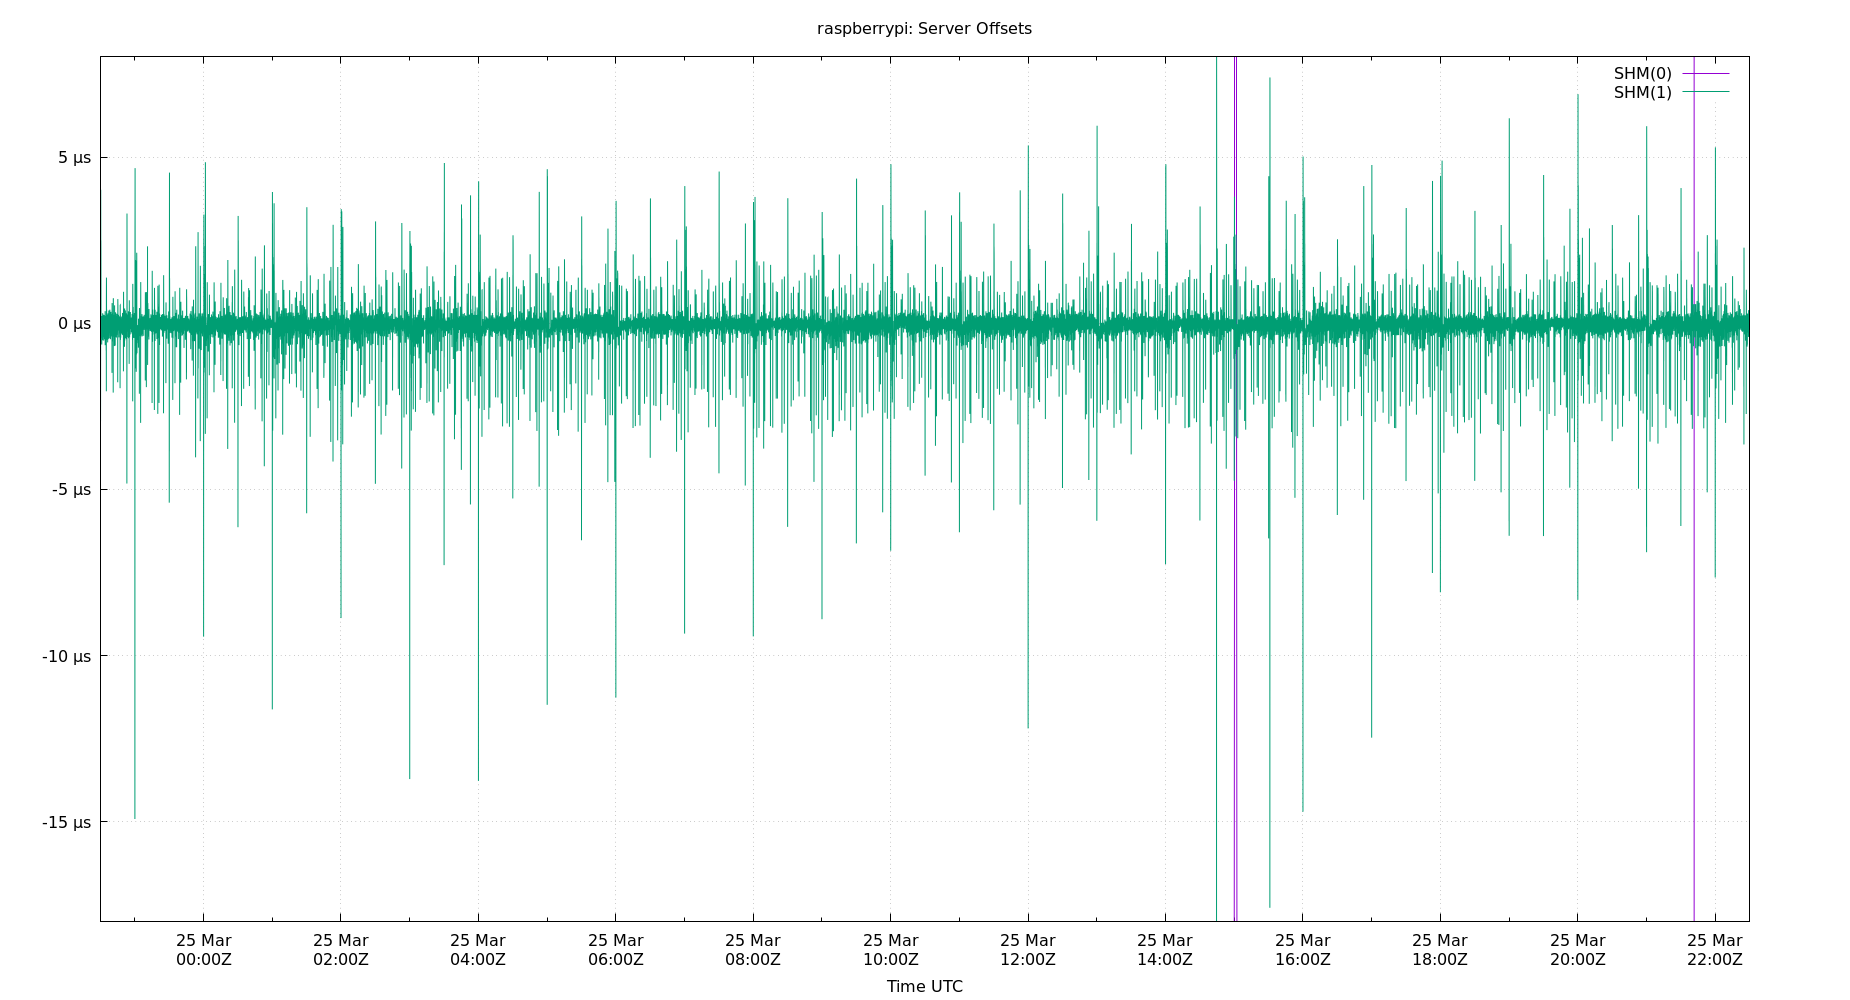 raspberrypi: Server Offsets
SHM(0)
SHM(1)
5 µs
0 µs
-5 µs
-10 µs
-15 µs
25 Mar 25 Mar 25 Mar 25 Mar 25 Mar 25 Mar 25 Mar 25 Mar 25 Mar 25 Mar 25 Mar 25 Mar
00:00Z 02:00Z 04:00Z 06:00Z 08:00Z 10:00Z 12:00Z 14:00Z 16:00Z 18:00Z 20:00Z 22:00Z
Time UTC